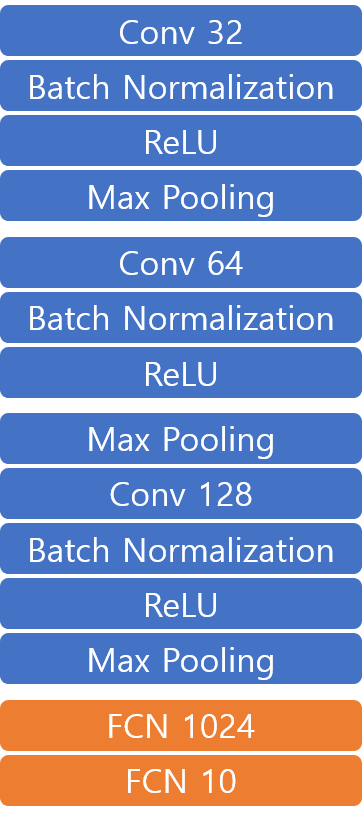 Conv 32
Batch Normalization
ReLU
Max Pooling
Conv 64
Batch Normalization
ReLU
Max Pooling
Conv 128
Batch Normalization
ReLU
Max Pooling
FCN 1024
FCN 10